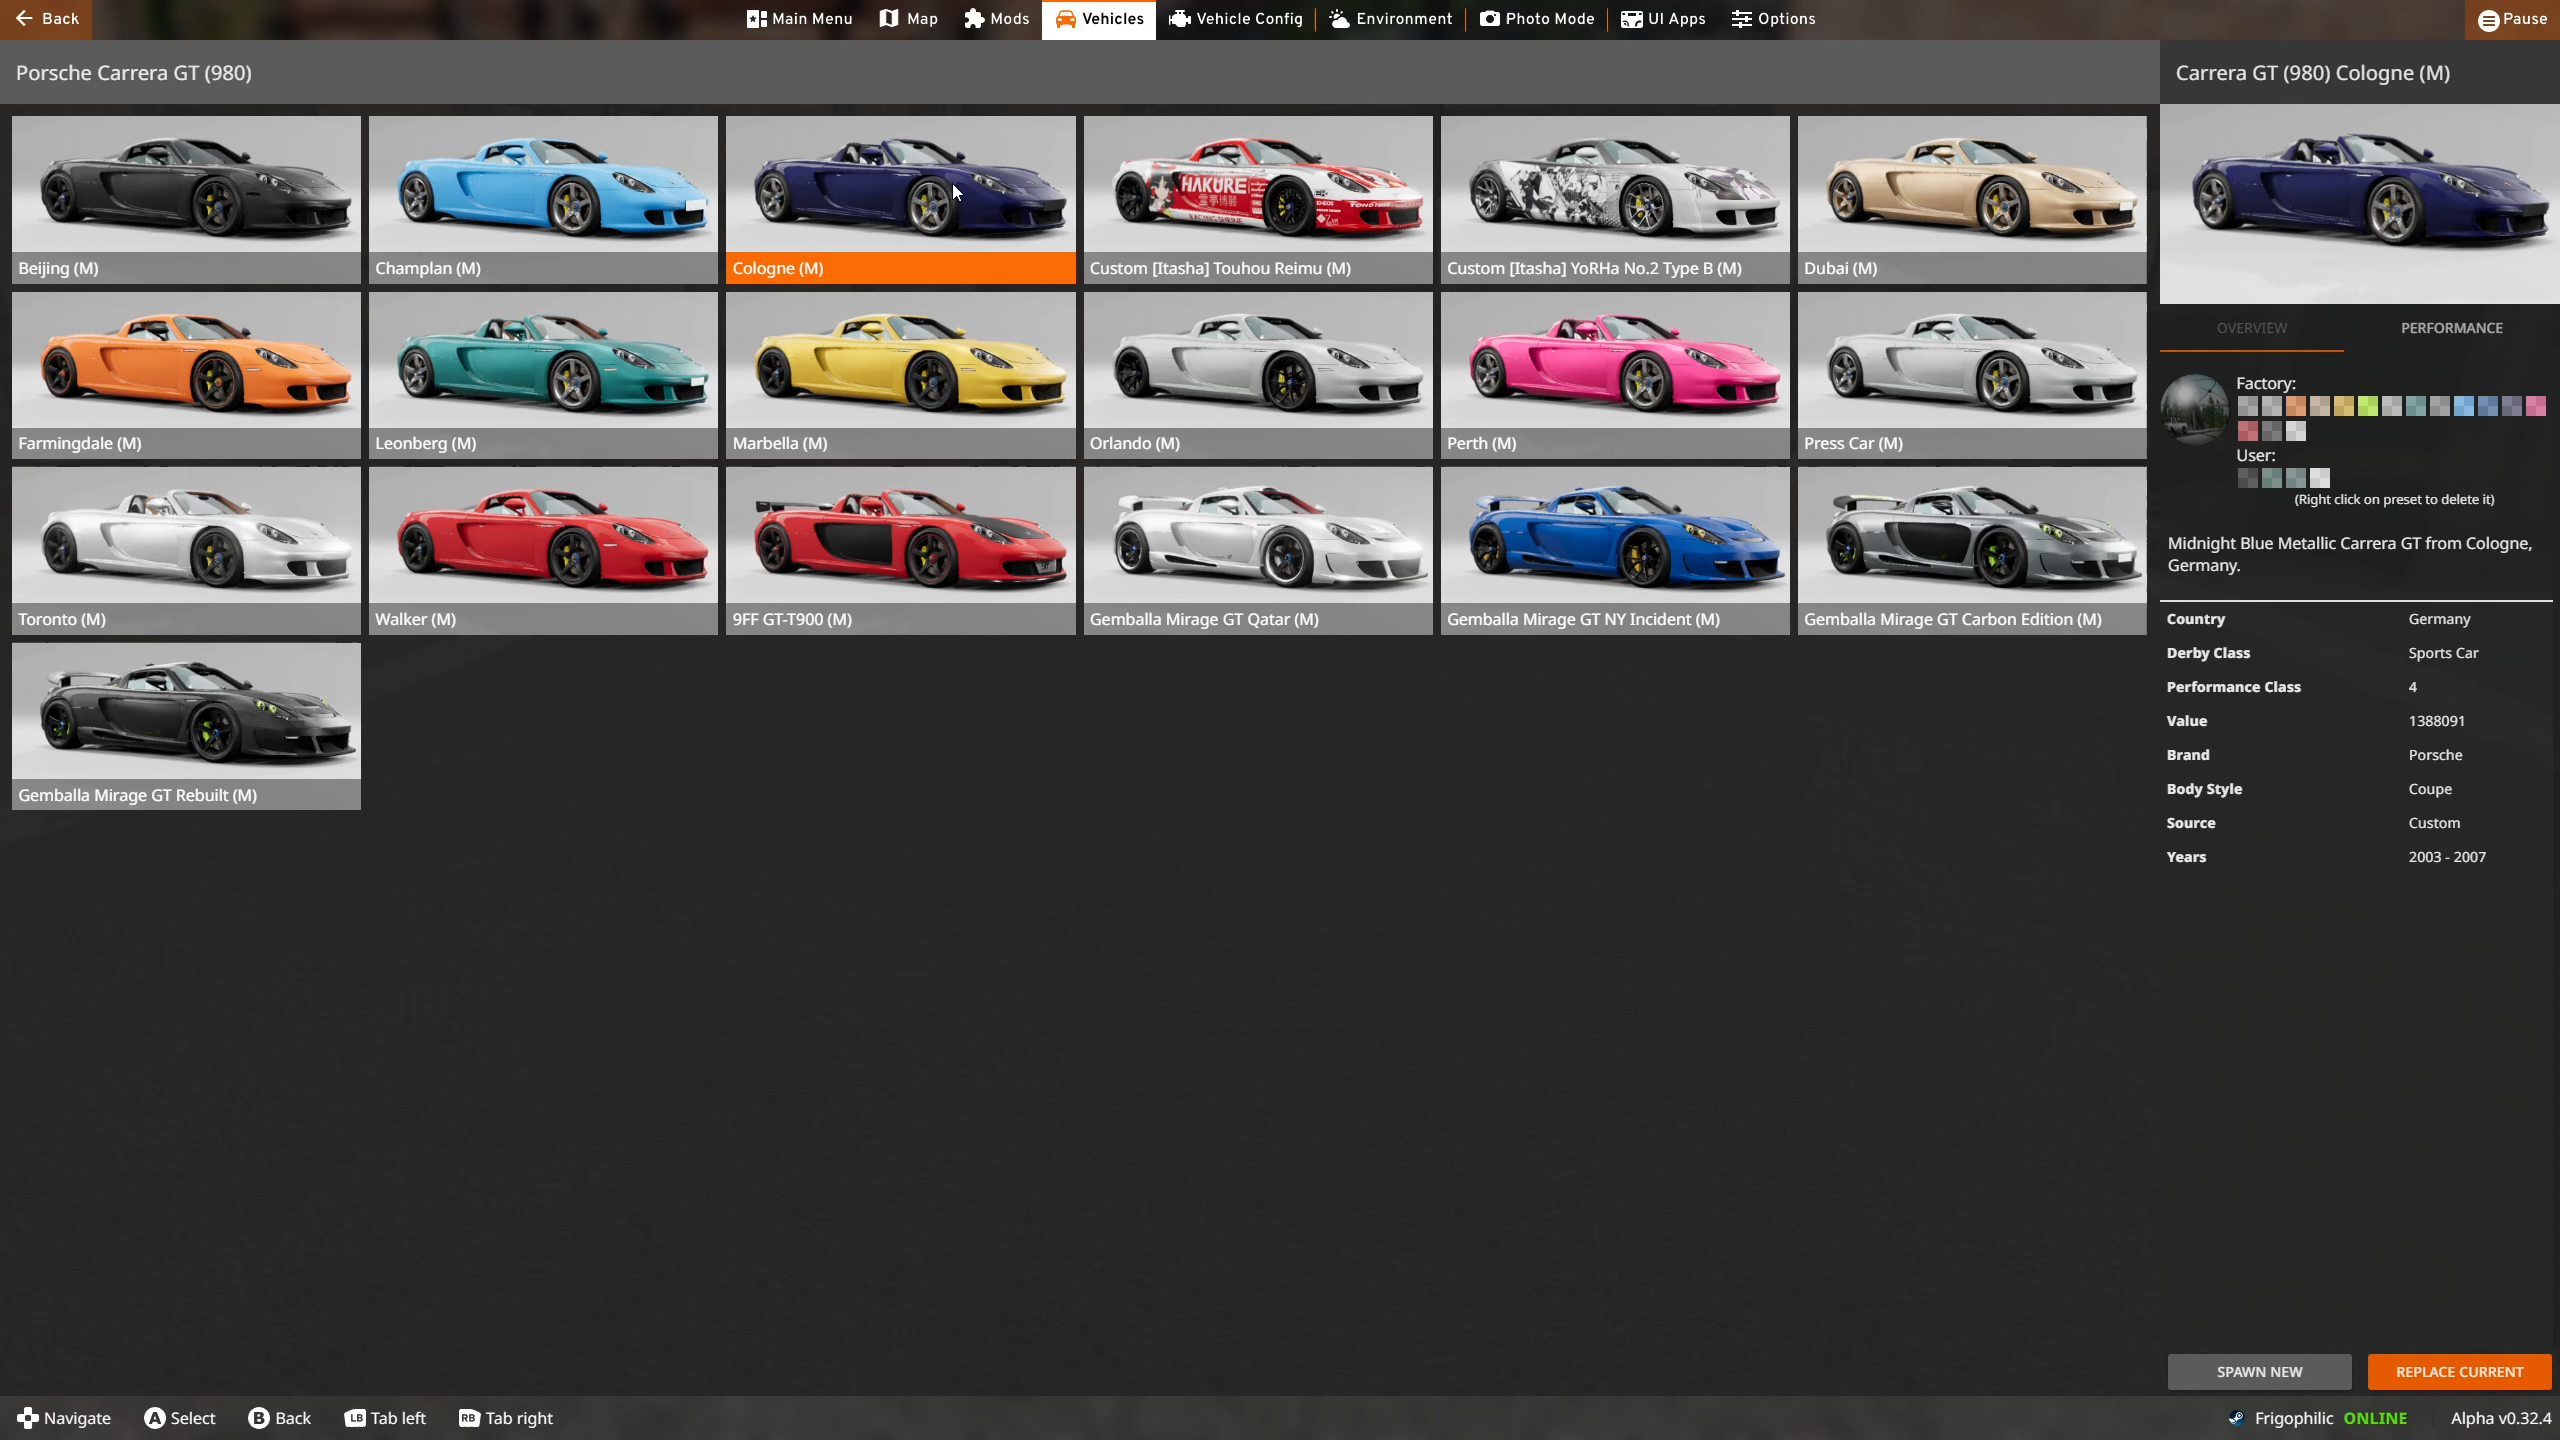 Back
Main Menu
Map
Mods
Vehicles
Vehicle Config
Environment
Photo Mode
UI Apps
Options
Pause
Porsche Carrera GT (980)
Carrera GT (980) Cologne (M)
HAKURE
Beijing (M)
Champlan (M)
Cologne (M)
Custom [Itasha] Touhou Reimu (M)
Custom [Itasha] YoRHa No.2 Type B (M)
Dubai (M)
Farmingdale (M)
Leonberg (M)
Marbella (M)
Orlando (M)
Perth (M)
Press Car (M)
Toronto (M)
Walker (M)
9FF GT-T900 (M)
Gemballa Mirage GT Qatar (M)
Gemballa Mirage GT NY Incident (M)
Gemballa Mirage GT Carbon Edition (M)
Gemballa Mirage GT Rebuilt (M)
OVERVIEW
PERFORMANCE
Factory:
User:
(Right click on preset to delete it)
Midnight Blue Metallic Carrera GT from Cologne,
Germany.
Country Germany
Derby Class Sports Car
Performance Class 4
Value 1388091
Brand Porsche
Body Style Coupe
Source Custom
Years 2003 - 2007
SPAWN NEW
REPLACE CURRENT
Navigate
A Select
B Back
LB Tab left
RB Tab right
Frigophilic ONLINE
Alpha v0.32.4